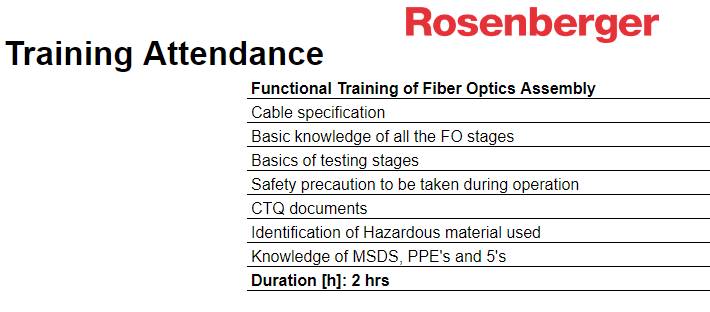 Rosenberger
Training Attendance
Functional Training of Fiber Optics Assembly
Cable specification
Basic knowledge of all the FO stages
Basics of testing stages
Safety precaution to be taken during operation
CTQ documents
Identification of Hazardous material used
Knowledge of MSDS, PPE's and 5's
Duration [h]: 2 hrs